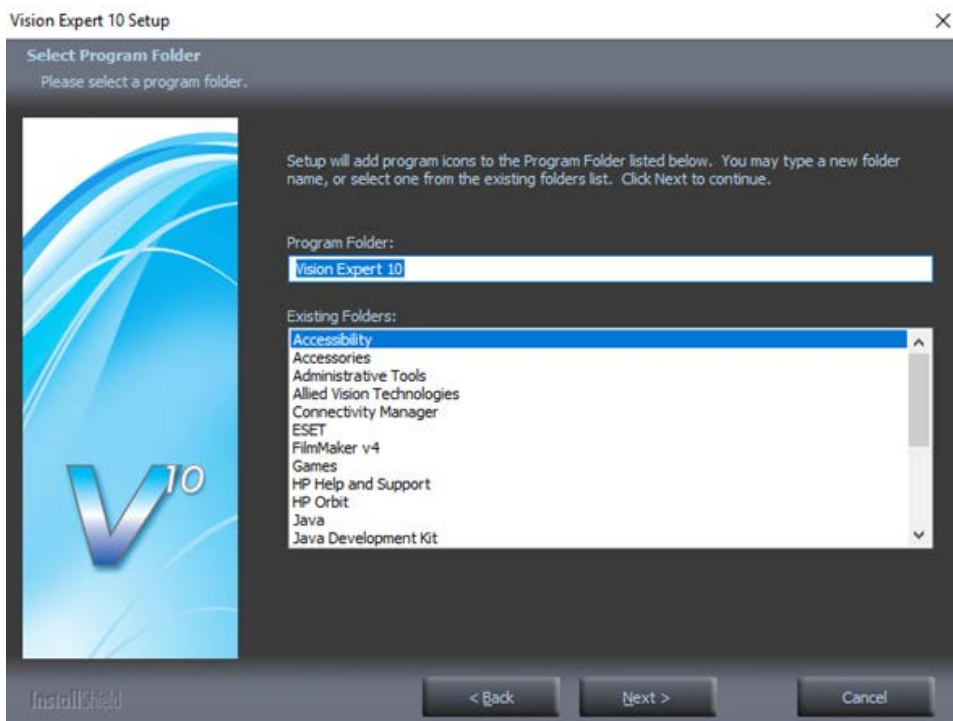 Vision Expert 10 Setup
Select Program Folder
Please select a program folder.
Setup will add program icons to the Program Folder listed below.  You may type a new folder
name, or select one from the existing folders list.  Click Next to continue.
Program Folder:
Vision Expert 10
Existing Folders:
Accessibility
Accessories
Administrative Tools
Allied Vision Technologies
Connectivity Manager
ESET
FilmMaker v4
Games
HP Help and Support
HP Orbit
Java
Java Development Kit
V10
InstallShield
< Back
Next >
Cancel